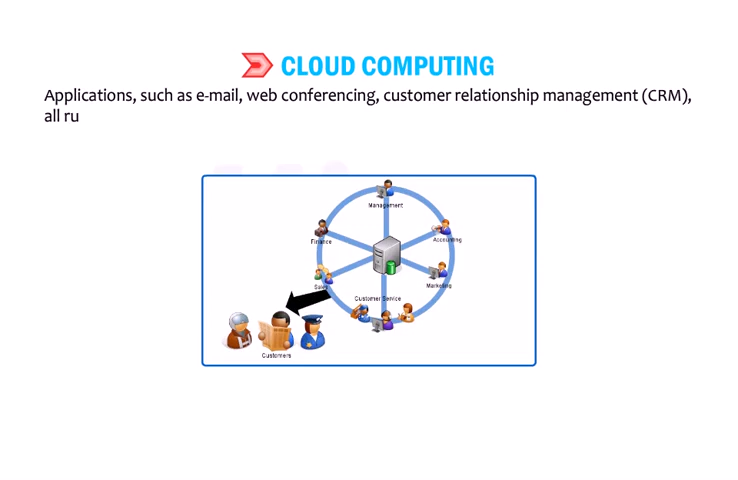 CLOUD COMPUTING
Applications, such as e-mail, web conferencing, customer relationship management (CRM),
all ru
Management
Finance
Accounting
Sales
Marketing
Customer Service
Customers